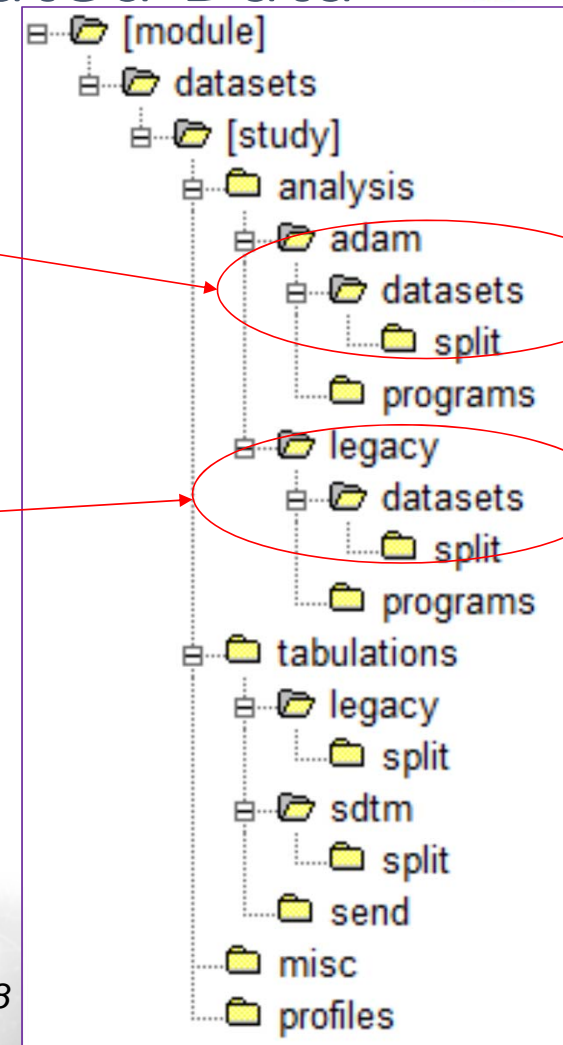 [module]
datasets
[study]
analysis
adam
datasets
split
programs
legacy
datasets
split
programs
tabulations
legacy
split
sdtm
split
send
misc
profiles